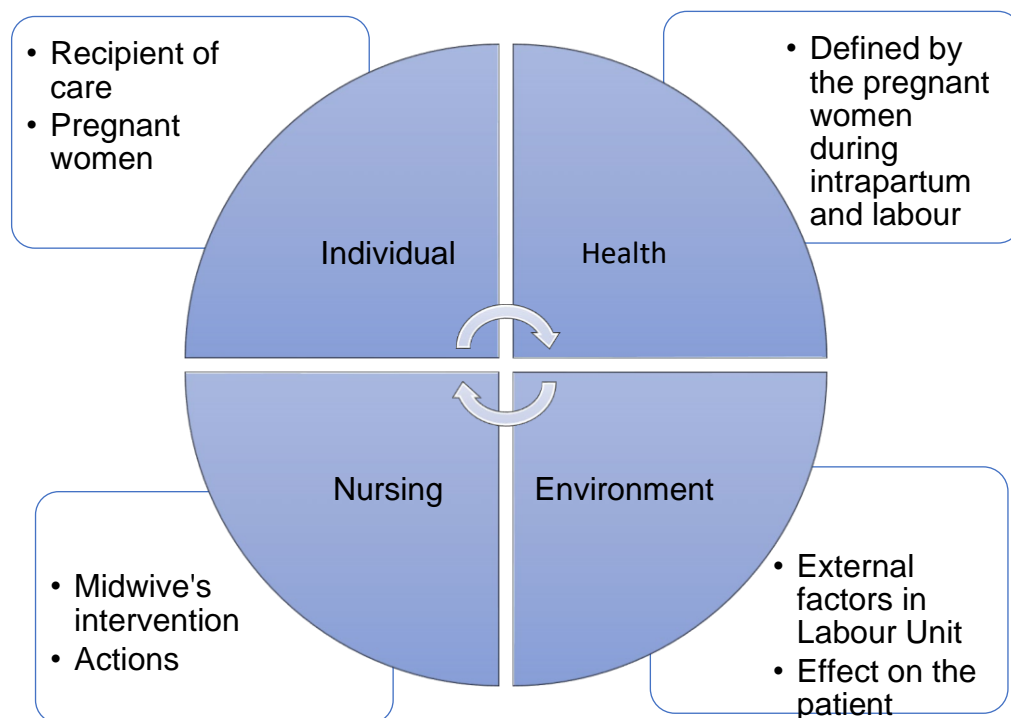 • Recipient of
care
• Pregnant
women
• Defined by
the pregnant
women
during
intrapartum
and labour
Individual
Health
Nursing
Environment
• Midwive's
intervention
• Actions
• External
factors in
Labour Unit
• Effect on the
patient